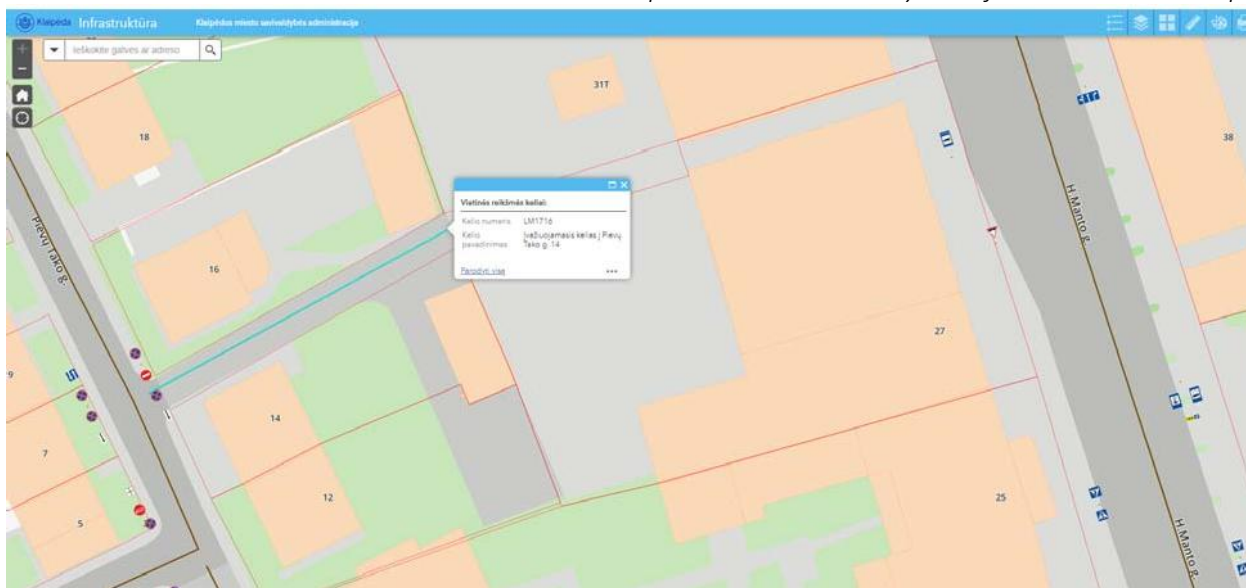 Klaipėda Infrastruktūra Klaipėdos miesto savivaldybės administracija
Ieškokite gatvės ar adreso
31T
18
38
Vietinės reikšmės keliai:
Kelio numeris LM1716
Kelio pavadinimas Įvažiuojamasis kelias į Pievų Tako g. 14
Parodyti visą
•••
H.Manto g.
Pievų Tako g.
16
27
9
14
7
12
25
5
H.Manto g.